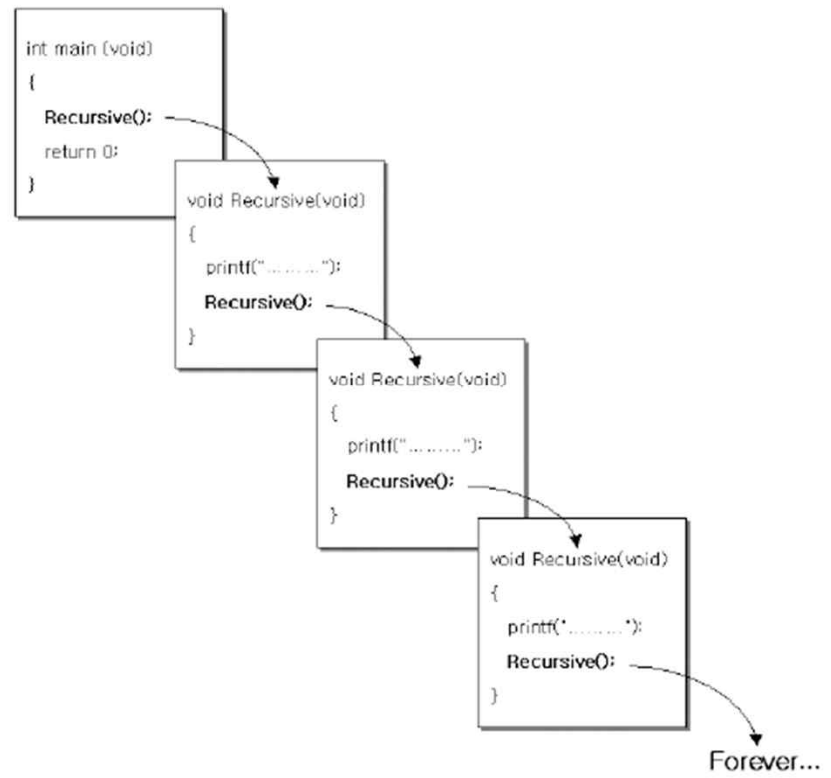 int main (void)
{
Recursive();
return 0;
}
void Recursive(void)
{
printf(".........");
Recursive();
}
void Recursive(void)
{
printf(".........");
Recursive();
}
void Recursive(void)
{
printf(".........");
Recursive();
}
Forever...